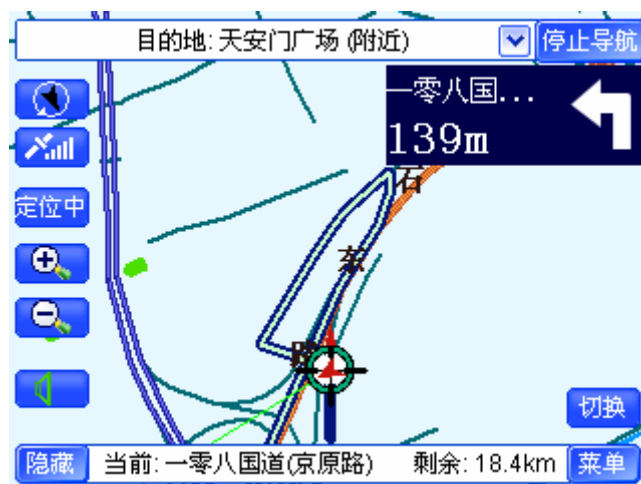 目的地: 天安门广场 (附近)
停止导航
一零八国...
139m
定位中
石
东
路
切换
隐藏
当前: 一零八国道(京原路)
剩余: 18.4km
菜单